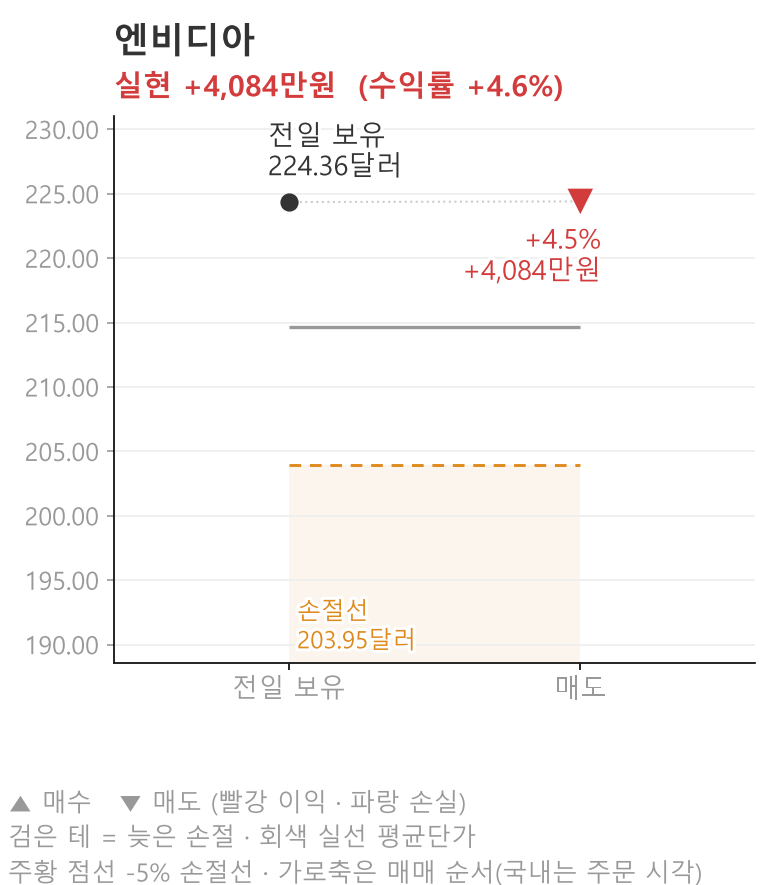 엔비디아
실현 +4,084만원 (수익률 +4.6%)
230.00
225.00
220.00
215.00
210.00
205.00
200.00
195.00
190.00
전일 보유
224.36달러
+4.5%
+4,084만원
손절선
203.95달러
전일 보유 매도
▲ 매수 ▼ 매도 (빨강 이익 · 파랑 손실)
검은 테 = 늦은 손절 · 회색 실선 평균단가
주황 점선 -5% 손절선 · 가로축은 매매 순서(국내는 주문 시각)